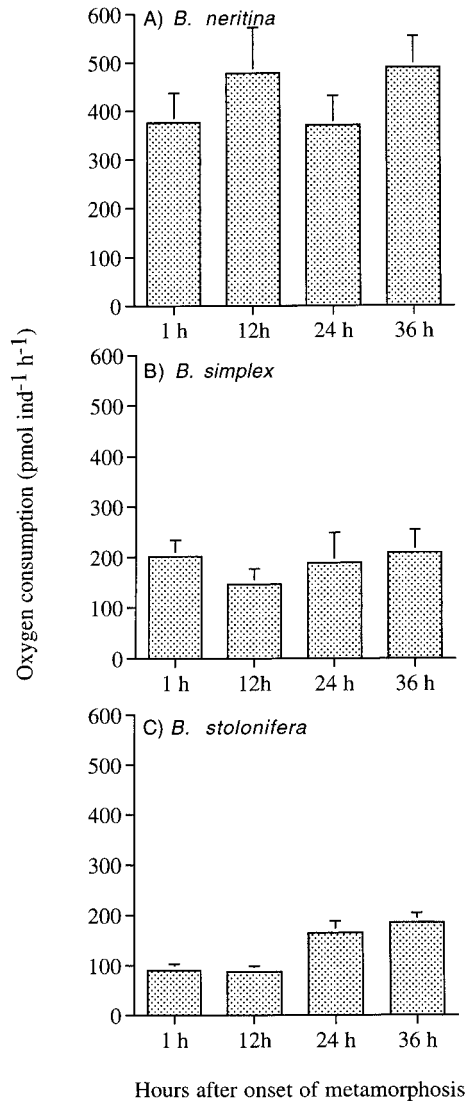 A) B. neritina
600
500
400
300
200
100
0
1 h 12h 24 h 36 h
Oxygen consumption (pmol ind-1 h-1)
B) B. simplex
600
500
400
300
200
100
0
1 h 12h 24 h 36 h
C) B. stolonifera
600
500
400
300
200
100
0
1 h 12h 24 h 36 h
Hours after onset of metamorphosis